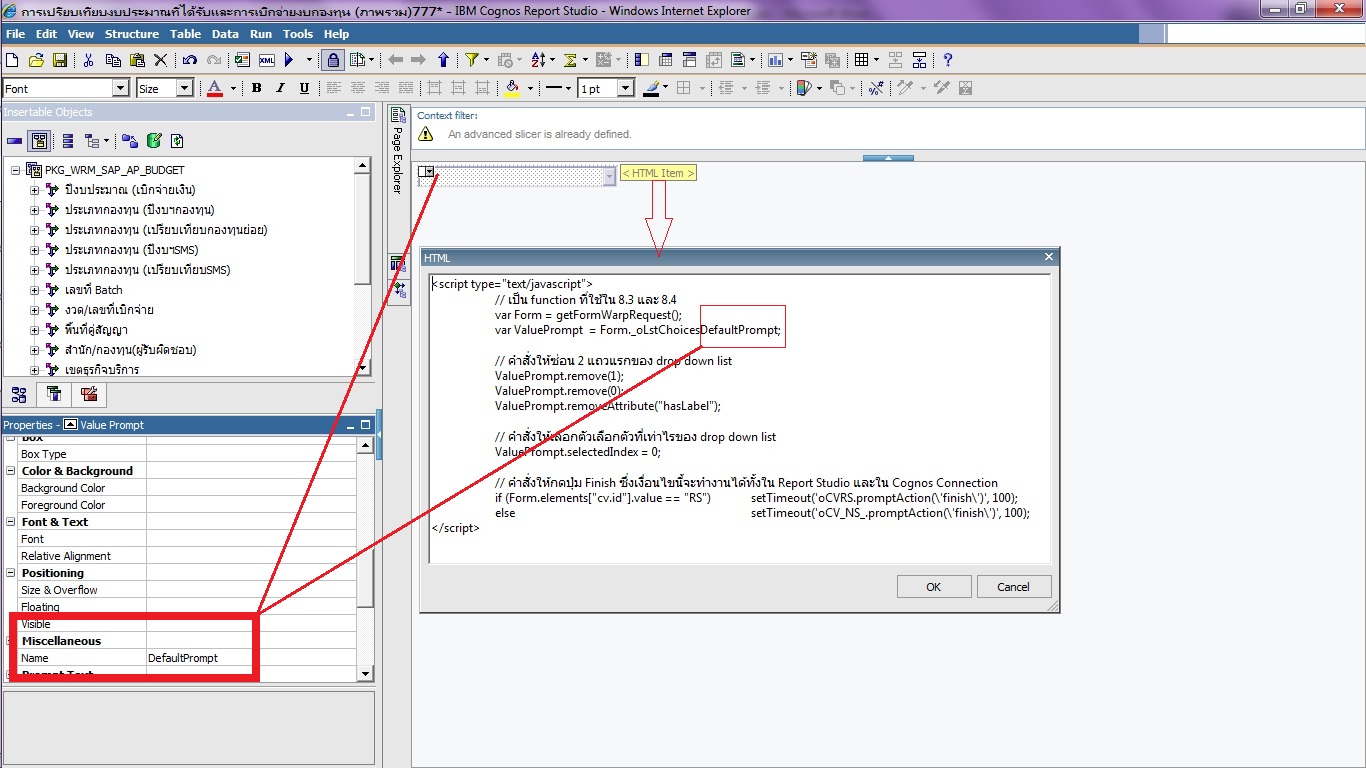 การเปรียบเทียบงบประมาณที่ได้รับและการเบิกจ่ายงบกองทุน (ภาพรวม)777* - IBM Cognos Report Studio - Windows Internet Explorer
File Edit View Structure Table Data Run Tools Help
Font Size 1 pt
Insertable Objects
PKG_WRM_SAP_AP_BUDGET
ปีงบประมาณ (เบิกจ่ายเงิน)
ประเภทกองทุน (ปีงบฯกองทุน)
ประเภทกองทุน (เปรียบเทียบกองทุนย่อย)
ประเภทกองทุน (ปีงบฯSMS)
ประเภทกองทุน (เปรียบเทียบSMS)
เลขที่ Batch
งวด/เลขที่เบิกจ่าย
พื้นที่คู่สัญญา
สำนัก/กองทุน(ผู้รับผิดชอบ)
เขตธุรกิจบริการ
Properties - Value Prompt
Box
Box Type
Color & Background
Background Color
Foreground Color
Font & Text
Font
Relative Alignment
Positioning
Size & Overflow
Floating
Visible
Miscellaneous
Name DefaultPrompt
Prompt Text
Page Explorer
Context filter:
An advanced slicer is already defined.
< HTML Item >
HTML
<script type="text/javascript">
// เป็น function ที่ใช้ใน 8.3 และ 8.4
var Form = getFormWarpRequest();
var ValuePrompt = Form._oLstChoicesDefaultPrompt;
// คำสั่งให้ซ่อน 2 แถวแรกของ drop down list
ValuePrompt.remove(1);
ValuePrompt.remove(0);
ValuePrompt.removeAttribute("hasLabel");
// คำสั่งให้เลือกตัวเลือกตัวที่เท่าไรของ drop down list
ValuePrompt.selectedIndex = 0;
// คำสั่งให้กดปุ่ม Finish ซึ่งเงื่อนไขนี้จะทำงานได้ทั้งใน Report Studio และใน Cognos Connection
if (Form.elements["cv.id"].value == "RS") setTimeout('oCVRS.promptAction(\'finish\')', 100);
else setTimeout('oCV_NS_.promptAction(\'finish\')', 100);
</script>
OK Cancel